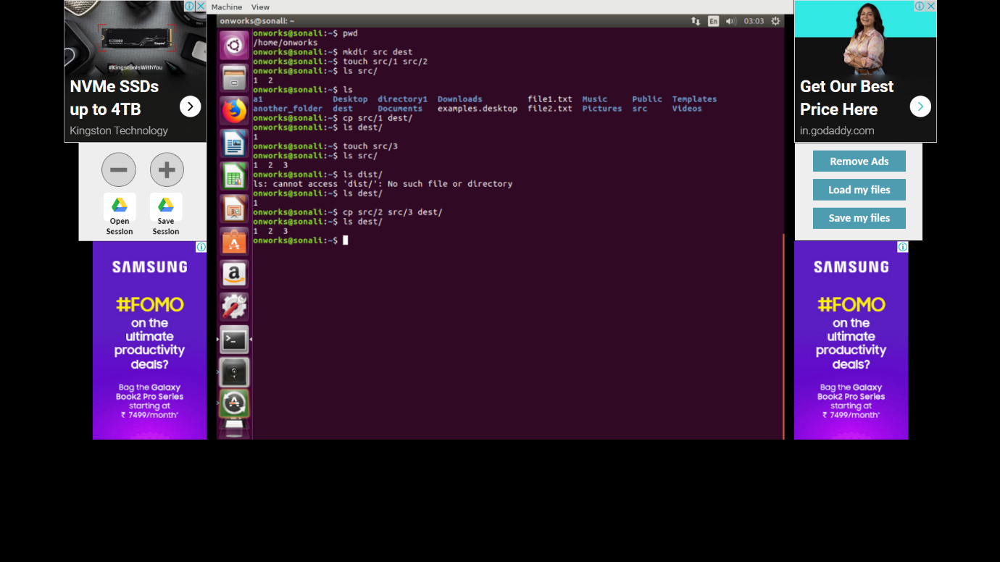 Machine View
onworks@sonali: ~
En 03:03
onworks@sonali:~$ pwd
/home/onworks
onworks@sonali:~$ mkdir src dest
onworks@sonali:~$ touch src/1 src/2
onworks@sonali:~$ ls src/
1 2
onworks@sonali:~$ ls
a1 Desktop directory1 Downloads file1.txt Music Public Templates
another_folder dest Documents examples.desktop file2.txt Pictures src Videos
onworks@sonali:~$ cp src/1 dest/
onworks@sonali:~$ ls dest/
1
onworks@sonali:~$ touch src/3
onworks@sonali:~$ ls src/
1 2 3
onworks@sonali:~$ ls dist/
ls: cannot access 'dist/': No such file or directory
onworks@sonali:~$ ls dest/
1
onworks@sonali:~$ cp src/2 src/3 dest/
onworks@sonali:~$ ls dest/
1 2 3
onworks@sonali:~$
KC3000
Kingston
#KingstonIsWithYou
NVMe SSDs
up to 4TB
Kingston Technology
Open
Session
Save
Session
SAMSUNG
#FOMO
on the
ultimate
productivity
deals?
Bag the Galaxy
Book2 Pro Series
starting at
₹ 7499/month*
Get Our Best
Price Here
in.godaddy.com
Remove Ads
Load my files
Save my files
SAMSUNG
#FOMO
on the
ultimate
productivity
deals?
Bag the Galaxy
Book2 Pro Series
starting at
₹ 7499/month*